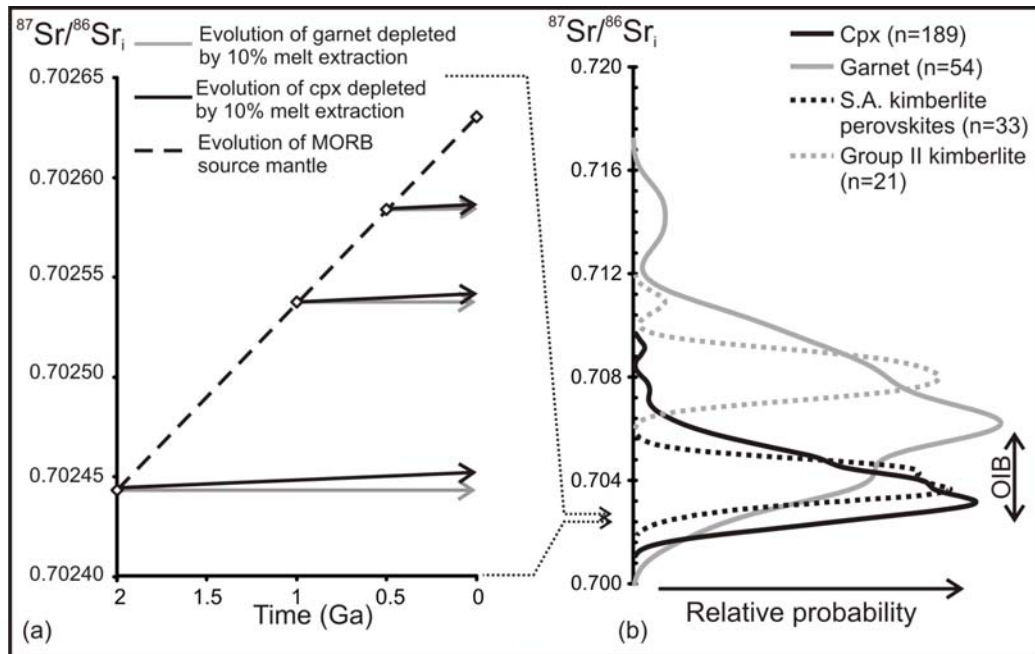 ⁸⁷Sr/⁸⁶Srᵢ
Evolution of garnet depleted
by 10% melt extraction
Evolution of cpx depleted
by 10% melt extraction
Evolution of MORB
source mantle
0.70265
0.70260
0.70255
0.70250
0.70245
0.70240
2
1.5
1
0.5
0
Time (Ga)
(a)
⁸⁷Sr/⁸⁶Srᵢ
Cpx (n=189)
Garnet (n=54)
S.A. kimberlite
perovskites (n=33)
Group II kimberlite
(n=21)
0.720
0.716
0.712
0.708
0.704
0.700
OIB
Relative probability
(b)